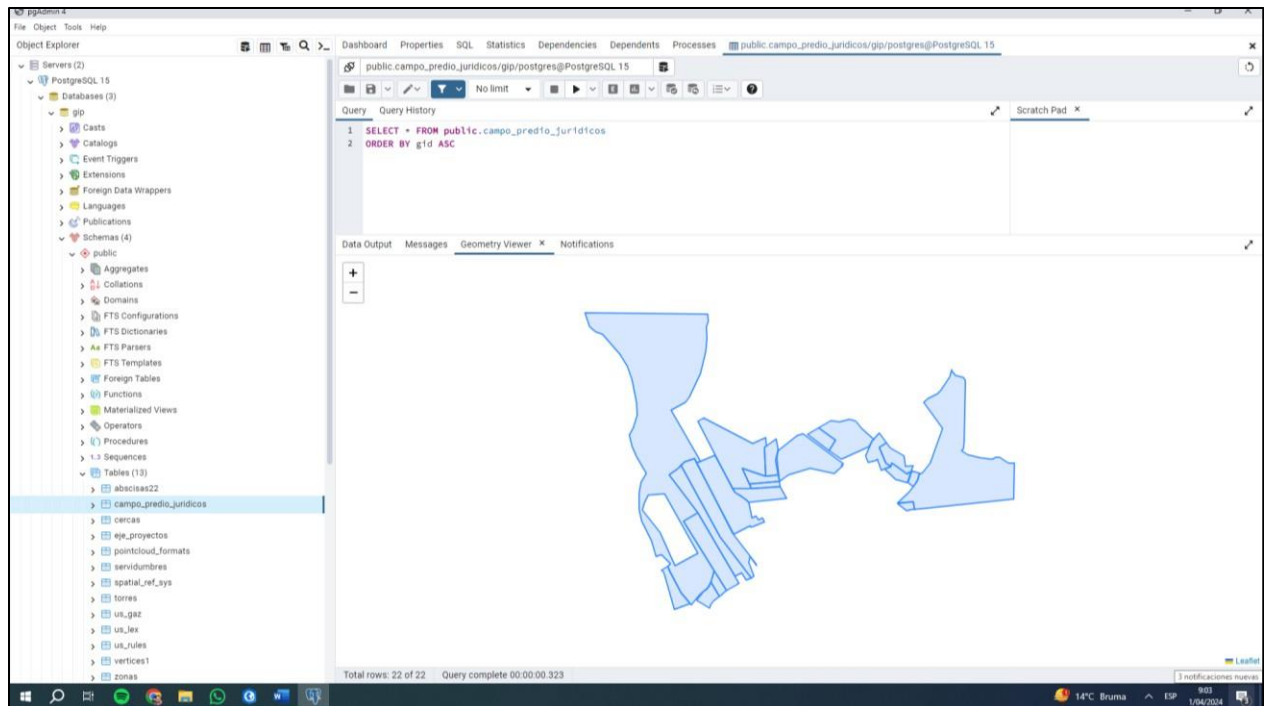 pgAdmin 4
File Object Tools Help
Object Explorer
Dashboard Properties SQL Statistics Dependencies Dependents Processes public.campo_predio_juridicos/gip/postgres@PostgreSQL 15
Servers (2)
PostgreSQL 15
Databases (3)
gip
Casts
Catalogs
Event Triggers
Extensions
Foreign Data Wrappers
Languages
Publications
Schemas (4)
public
Aggregates
Collations
Domains
FTS Configurations
FTS Dictionaries
FTS Parsers
FTS Templates
Foreign Tables
Functions
Materialized Views
Operators
Procedures
1..3 Sequences
Tables (13)
abscisas22
campo_predio_juridicos
cercas
eje_proyectos
pointcloud_formats
servidumbres
spatial_ref_sys
torres
us_gaz
us_lex
us_rules
vertices1
zonas
public.campo_predio_juridicos/gip/postgres@PostgreSQL 15
No limit
Query Query History
Scratch Pad
1 SELECT * FROM public.campo_predio_juridicos
2 ORDER BY gid ASC
Data Output Messages Geometry Viewer Notifications
+
−
Leaflet
Total rows: 22 of 22 Query complete 00:00:00.323
3 notificaciones nuevas
14°C Bruma
ESP
9:03
1/04/2024